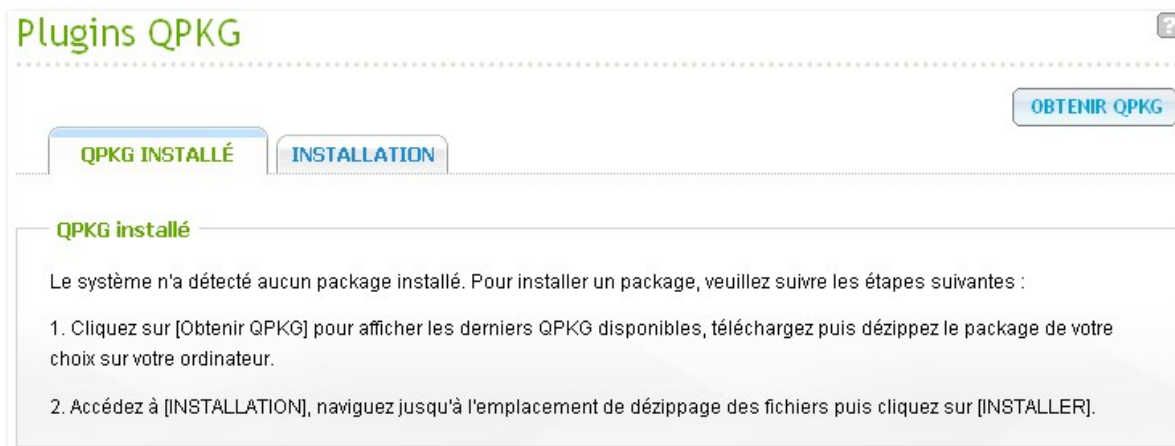 Plugins QPKG
?
OBTENIR QPKG
QPKG INSTALLÉ
INSTALLATION
QPKG installé
Le système n'a détecté aucun package installé. Pour installer un package, veuillez suivre les étapes suivantes :
1. Cliquez sur [Obtenir QPKG] pour afficher les derniers QPKG disponibles, téléchargez puis dézippez le package de votre
choix sur votre ordinateur.
2. Accédez à [INSTALLATION], naviguez jusqu'à l'emplacement de dézippage des fichiers puis cliquez sur [INSTALLER].